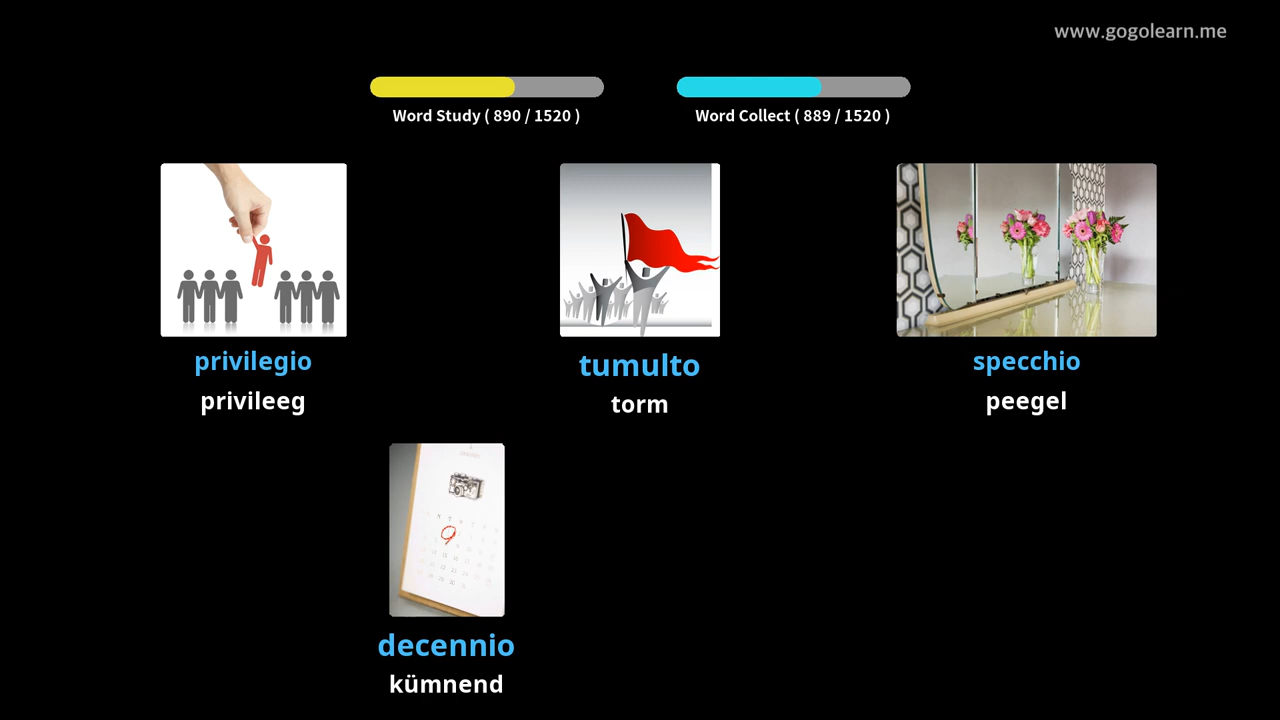 www.gogolearn.me
Word Study ( 890 / 1520 )
Word Collect ( 889 / 1520 )
privilegio
privileeg
tumulto
torm
specchio
peegel
decennio
kümnend